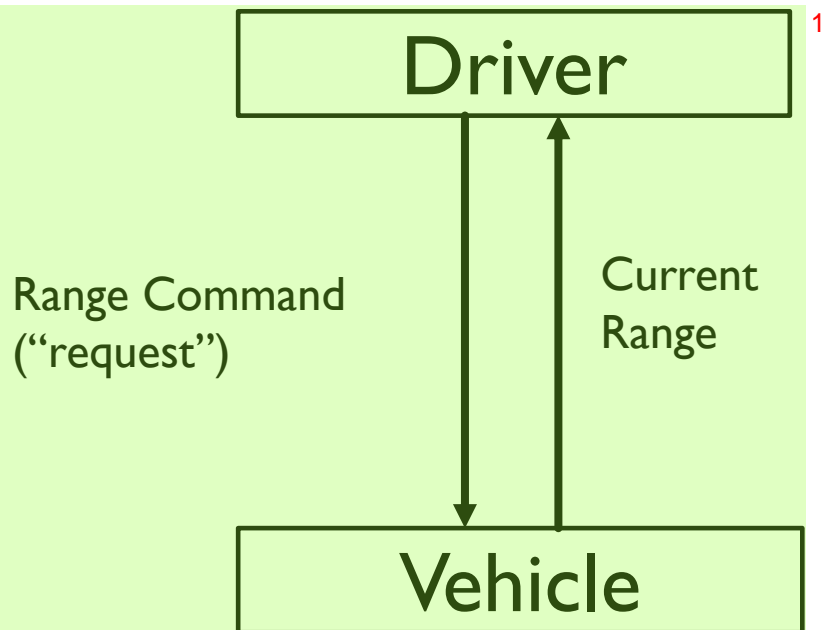 1
Driver
Range Command
(“request”)
Current
Range
Vehicle